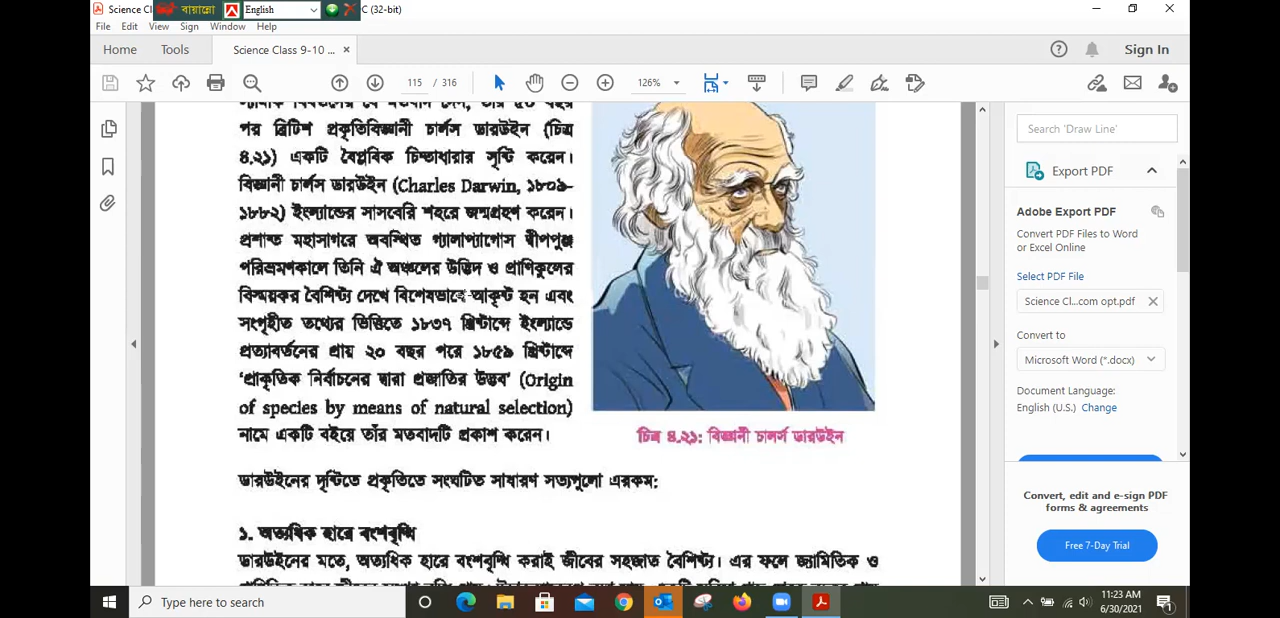 Science Cl
বায়ান্নো
English
C (32-bit)
File Edit View Sign Window Help
Home Tools Science Class 9-10 ... × Sign In
115 / 316 126%
পর ব্রিটিশ প্রকৃতিবিজ্ঞানী চার্লস ডারউইন (চিত্র
৪.২১) একটি বৈপ্লবিক চিন্তাধারার সৃষ্টি করেন।
বিজ্ঞানী চার্লস ডারউইন (Charles Darwin, ১৮০৯-
১৮৮২) ইংল্যান্ডের সাসবেরি শহরে জন্মগ্রহণ করেন।
প্রশান্ত মহাসাগরে অবস্থিত গ্যালাপ্যাগোস দ্বীপপুঞ্জ
পরিভ্রমণকালে তিনি ঐ অঞ্চলের উদ্ভিদ ও প্রাণিকুলের
বিস্ময়কর বৈশিষ্ট্য দেখে বিশেষভাবে আকৃষ্ট হন এবং
সংগৃহীত তথ্যের ভিত্তিতে ১৮৩৭ খ্রিস্টাব্দে ইংল্যান্ডে
প্রত্যাবর্তনের প্রায় ২০ বছর পরে ১৮৫৯ খ্রিস্টাব্দে
‘প্রাকৃতিক নির্বাচনের দ্বারা প্রজাতির উদ্ভব’ (Origin
of species by means of natural selection)
নামে একটি বইয়ে তাঁর মতবাদটি প্রকাশ করেন।
চিত্র ৪.২১: বিজ্ঞানী চালর্স ডারউইন
ডারউইনের দৃষ্টিতে প্রকৃতিতে সংঘটিত সাধারণ সত্যগুলো এরকম:
১. অত্যধিক হারে বংশবৃদ্ধি
ডারউইনের মতে, অত্যধিক হারে বংশবৃদ্ধি করাই জীবের সহজাত বৈশিষ্ট্য। এর ফলে জ্যামিতিক ও
Search 'Draw Line'
Export PDF
Adobe Export PDF
Convert PDF Files to Word
or Excel Online
Select PDF File
Science Cl...com opt.pdf
Convert to
Microsoft Word (*.docx)
Document Language:
English (U.S.) Change
Convert, edit and e-sign PDF
forms & agreements
Free 7-Day Trial
Type here to search
11:23 AM
6/30/2021
1